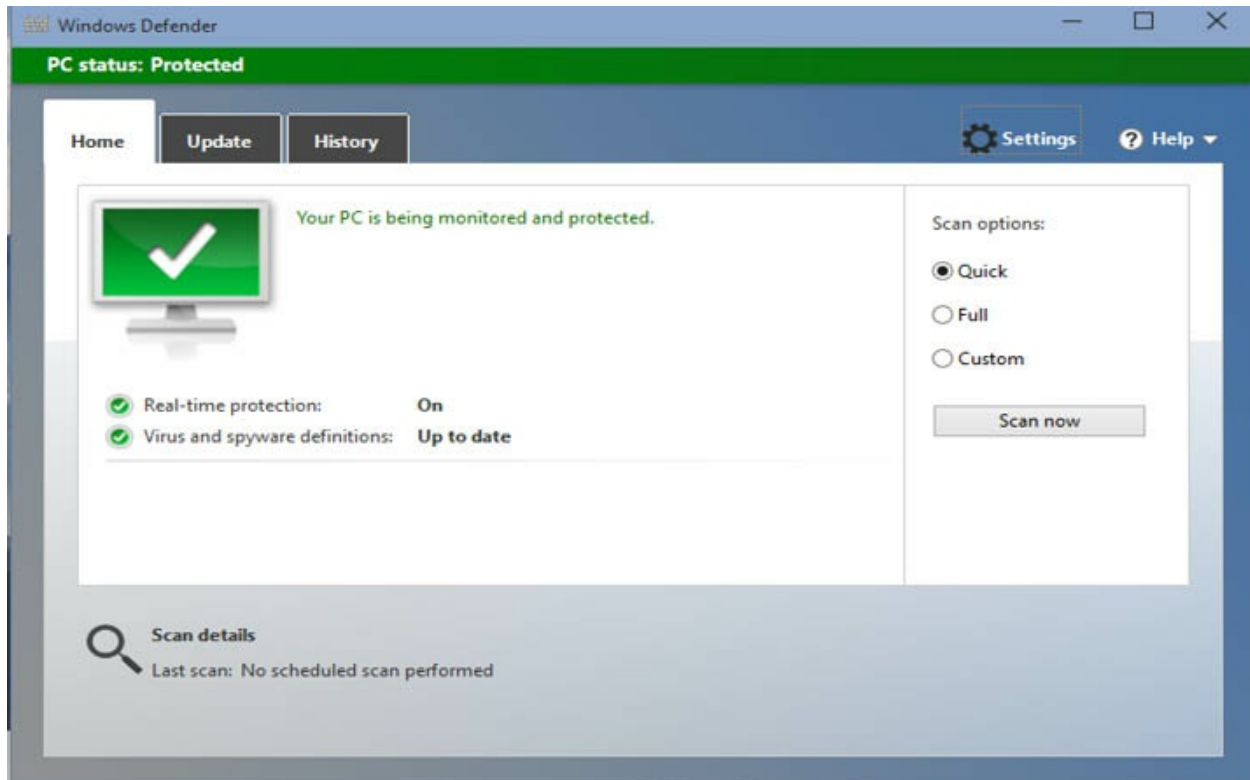 Windows Defender
PC status: Protected
Home
Update
History
Settings
? Help
Your PC is being monitored and protected.
Real-time protection: On
Virus and spyware definitions: Up to date
Scan options:
Quick
Full
Custom
Scan now
Scan details
Last scan: No scheduled scan performed